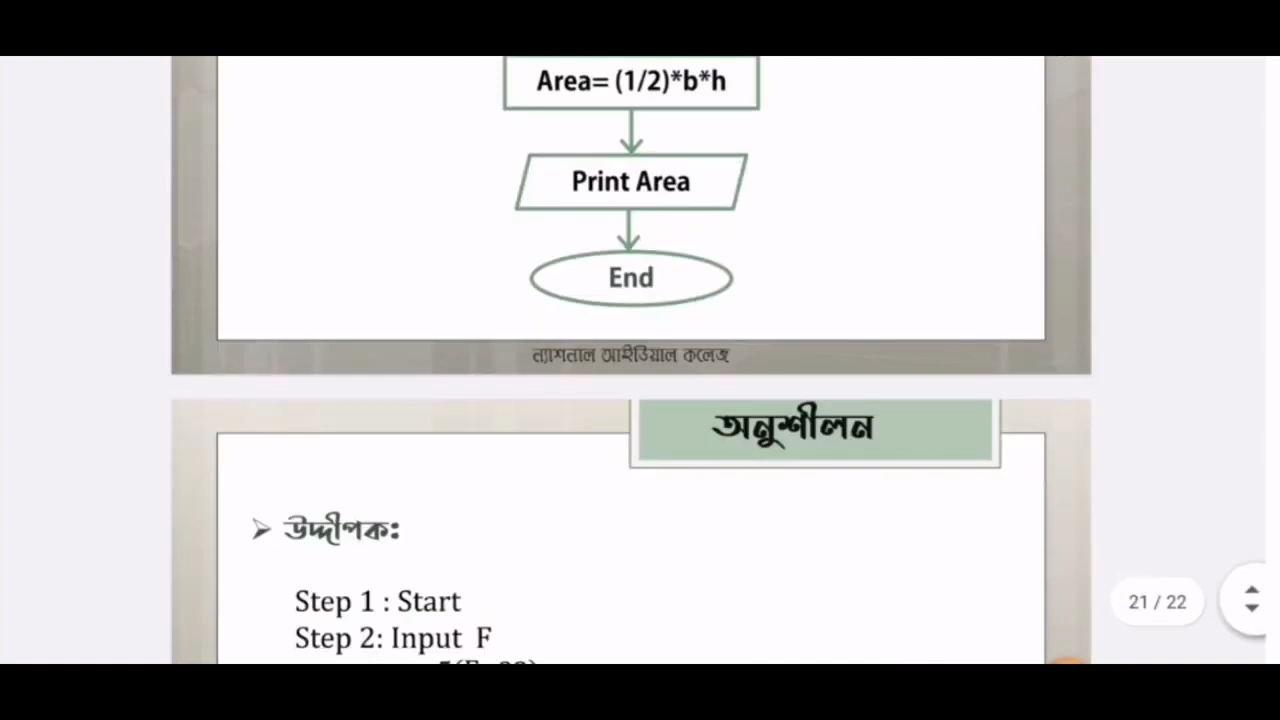 Area= (1/2)*b*h
Print Area
End
ন্যাশনাল আইডিয়াল কলেজ
অনুশীলন
উদ্দীপক:
Step 1 : Start
Step 2: Input F
21 / 22